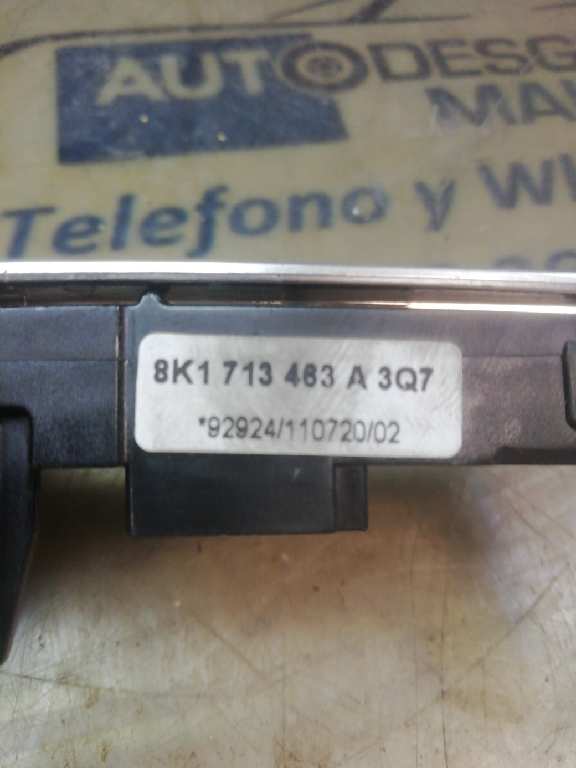 AUTODESG
MA
Telefono y W
8K1 713 463 A 3Q7
*92924/110720/02